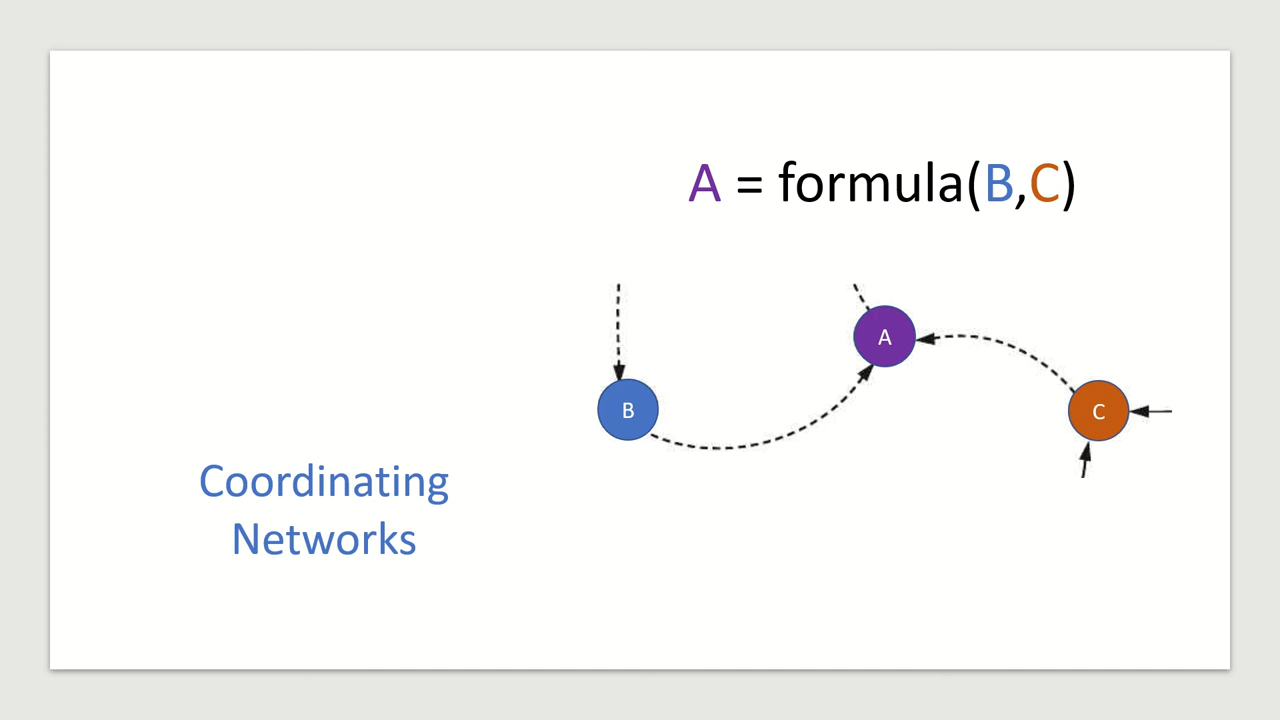 A = formula(B,C)
A
B
C
Coordinating
Networks